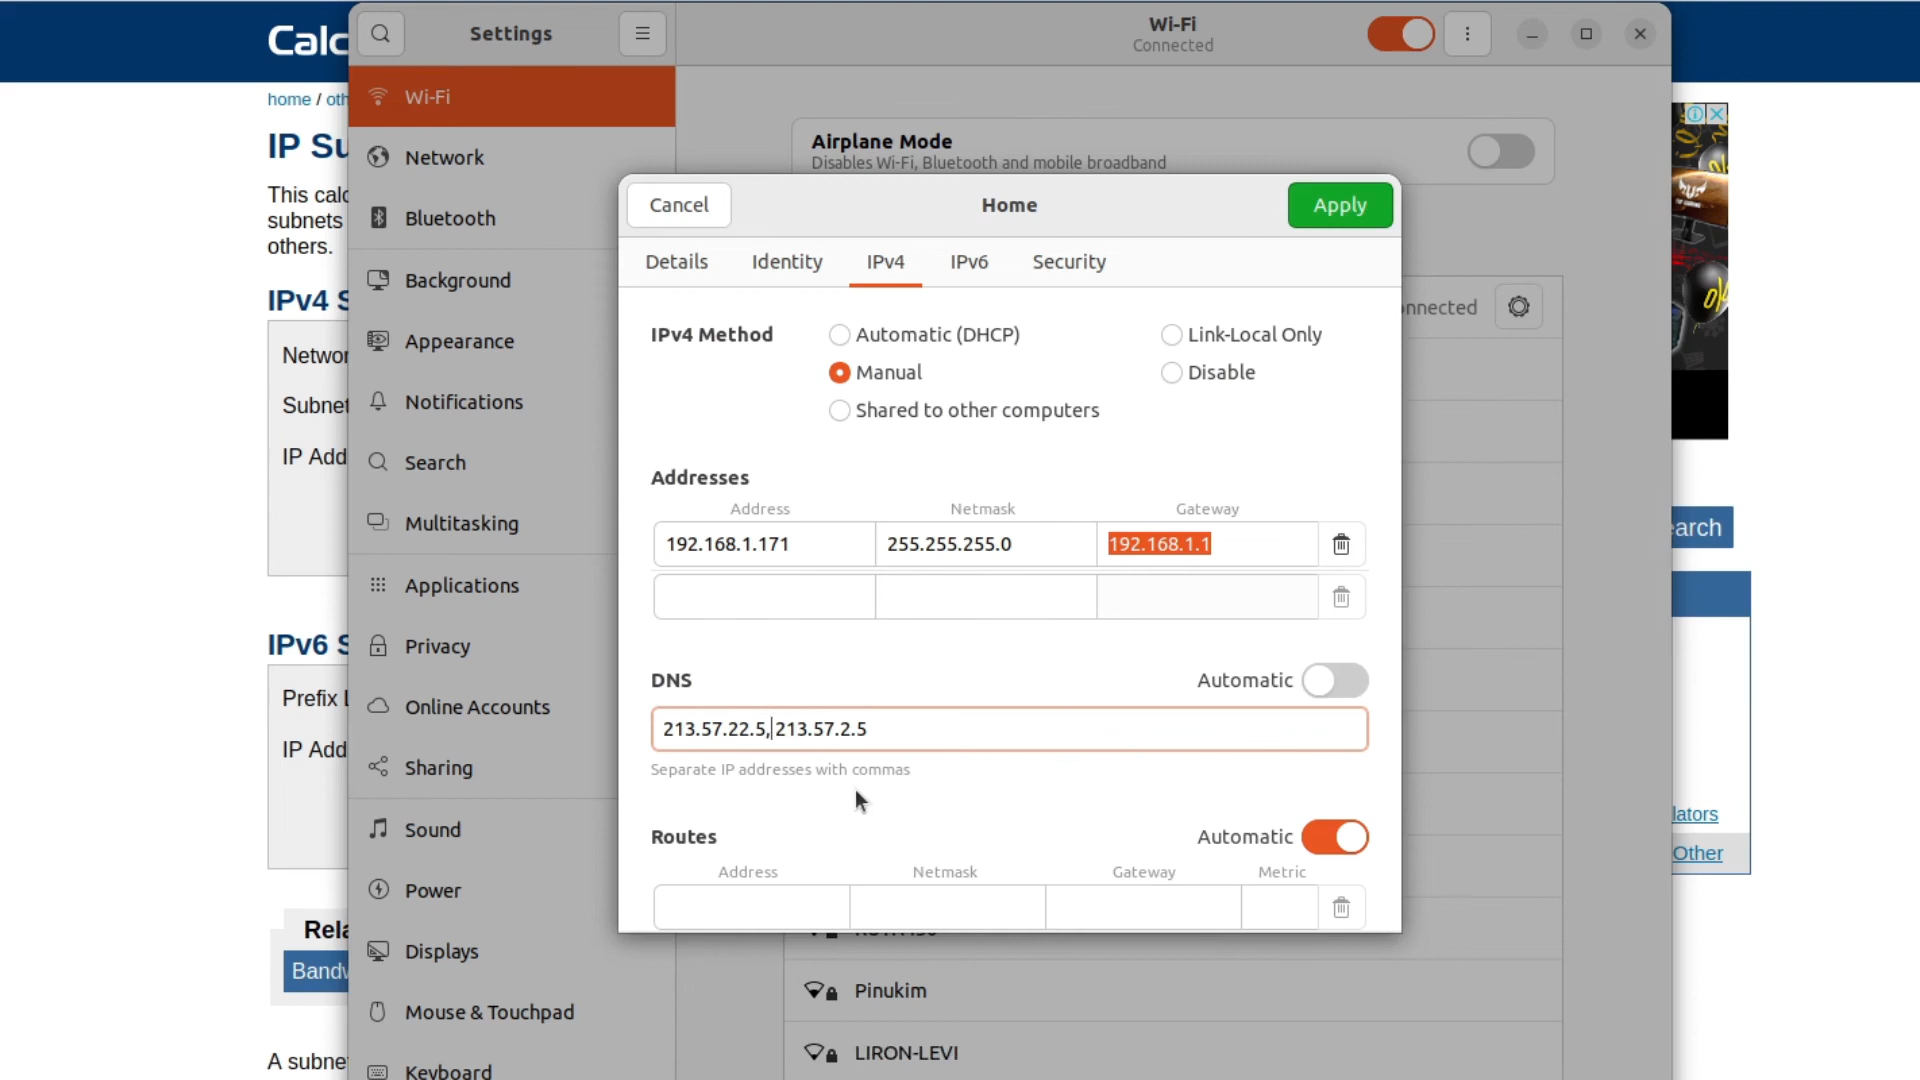 Calc
home / oth
IP Su
This calc
subnets
others.
IPv4 S
Networ
Subnet
IP Add
IPv6 S
Prefix L
IP Add
Rela
Bandw
A subne
Settings
Wi-Fi
Network
Bluetooth
Background
Appearance
Notifications
Search
Multitasking
Applications
Privacy
Online Accounts
Sharing
Sound
Power
Displays
Mouse & Touchpad
Keyboard
Wi-Fi
Connected
Airplane Mode
Disables Wi-Fi, Bluetooth and mobile broadband
onnected
Cancel Home Apply
Details Identity IPv4 IPv6 Security
IPv4 Method Automatic (DHCP) Link-Local Only
Manual Disable
Shared to other computers
Addresses
Address Netmask Gateway
192.168.1.171 255.255.255.0 192.168.1.1
DNS Automatic
213.57.22.5,213.57.2.5
Separate IP addresses with commas
Routes Automatic
Address Netmask Gateway Metric
Pinukim
LIRON-LEVI
earch
lators
Other